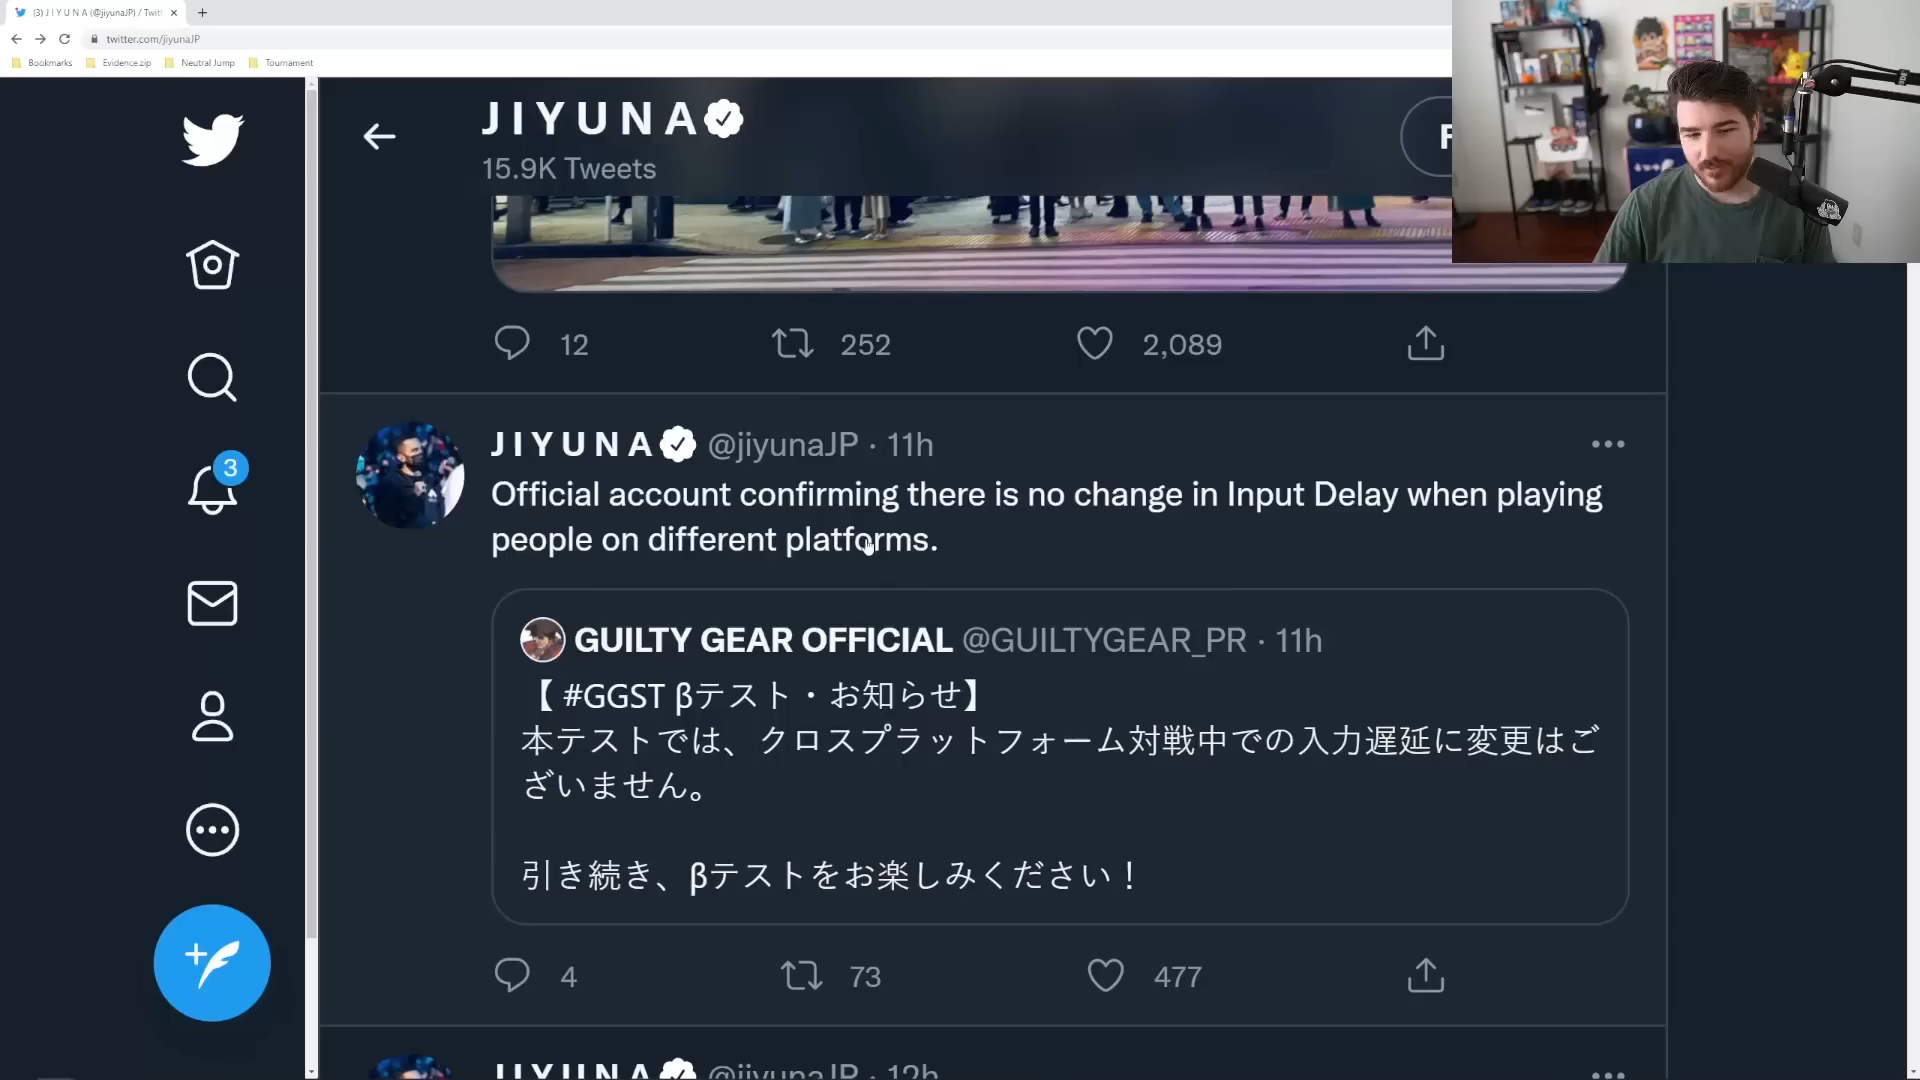 (3) J I Y U N A (@jiyunaJP) / Twit
twitter.com/jiyunaJP
Bookmarks Evidence.zip Neutral Jump Tournament
J I Y U N A
15.9K Tweets
F
12 252 2,089
3
J I Y U N A @jiyunaJP · 11h
Official account confirming there is no change in Input Delay when playing
people on different platforms.
GUILTY GEAR OFFICIAL @GUILTYGEAR_PR · 11h
【 #GGST βテスト・お知らせ】
本テストでは、クロスプラットフォーム対戦中での入力遅延に変更はご
ざいません。
引き続き、βテストをお楽しみください！
4 73 477
J I Y U N A @jiyunaJP · 12h